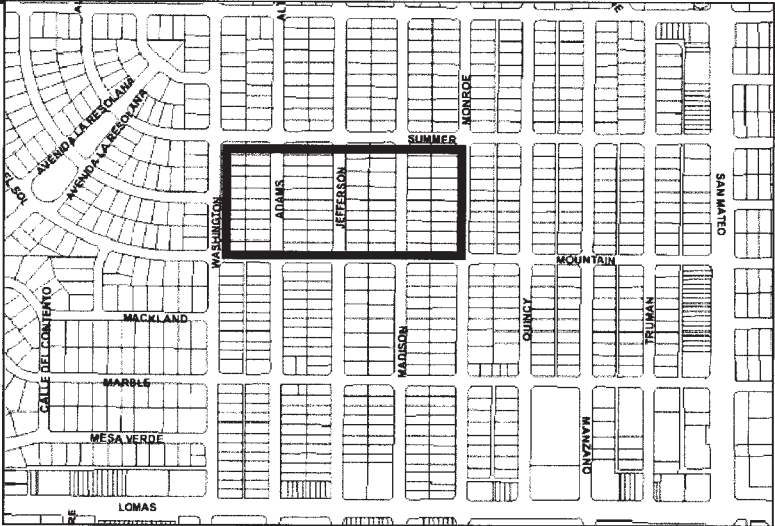 MONROE
SUMMER
AVENIDA LA RESOLANA
AVENIDA LA RESOLANA
EL SOL
WASHINGTON
ADAMS
JEFFERSON
SAN MATEO
MOUNTAIN
CALLE DEL CONTENTO
MACKLAND
MADISON
QUINCY
TRUMAN
MARBLE
MESA VERDE
MANZANO
LOMAS